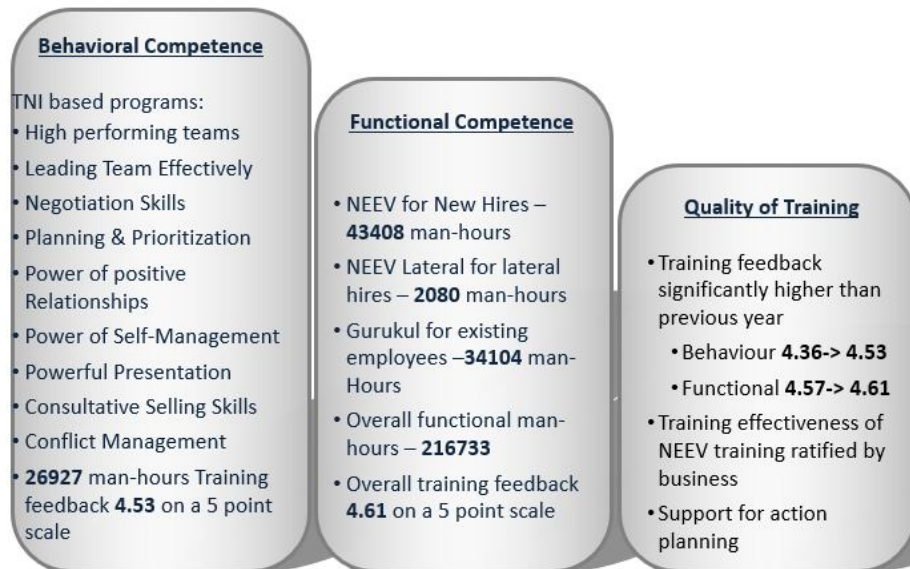 Behavioral Competence
TNI based programs:
• High performing teams
• Leading Team Effectively
• Negotiation Skills
• Planning & Prioritization
• Power of positive
Relationships
• Power of Self-Management
• Powerful Presentation
• Consultative Selling Skills
• Conflict Management
• 26927 man-hours Training
feedback 4.53 on a 5 point
scale
Functional Competence
• NEEV for New Hires –
43408 man-hours
• NEEV Lateral for lateral
hires – 2080 man-hours
• Gurukul for existing
employees –34104 man-
Hours
• Overall functional man-
hours – 216733
• Overall training feedback
4.61 on a 5 point scale
Quality of Training
• Training feedback
significantly higher than
previous year
• Behaviour 4.36-> 4.53
• Functional 4.57-> 4.61
• Training effectiveness of
NEEV training ratified by
business
• Support for action
planning